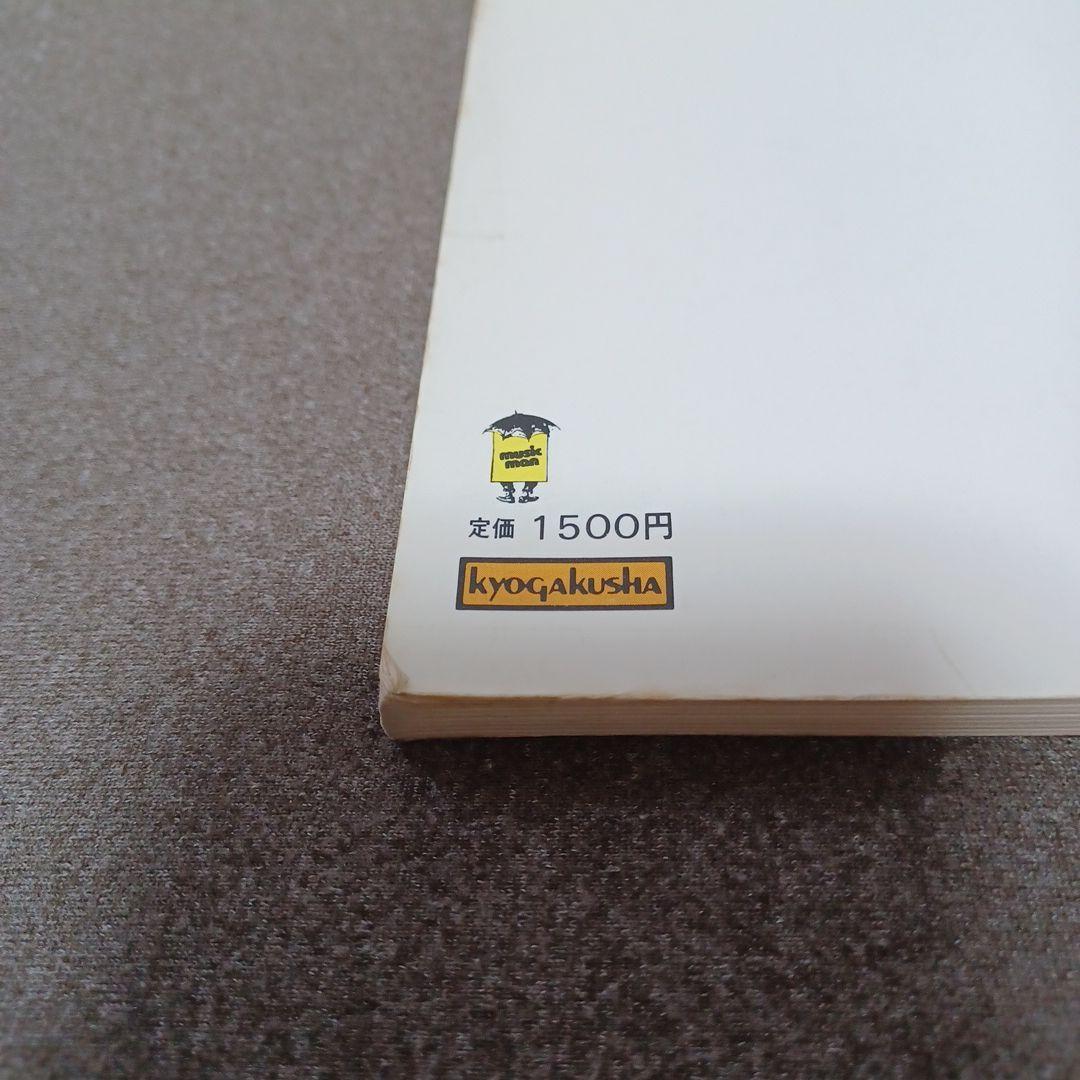 music
man
定価 1500円
KYOGAKUSHA